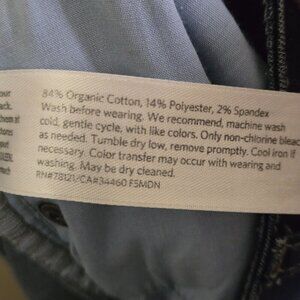 84% Organic Cotton, 14% Polyester, 2% Spandex
Wash before wearing. We recommend, machine wash
cold, gentle cycle, with like colors. Only non-chlorine bleac
as needed. Tumble dry low, remove promptly. Cool iron if
necessary. Color transfer may occur with wearing and
washing. May be dry cleaned.
RN#78121/CA#34460 FSMDN